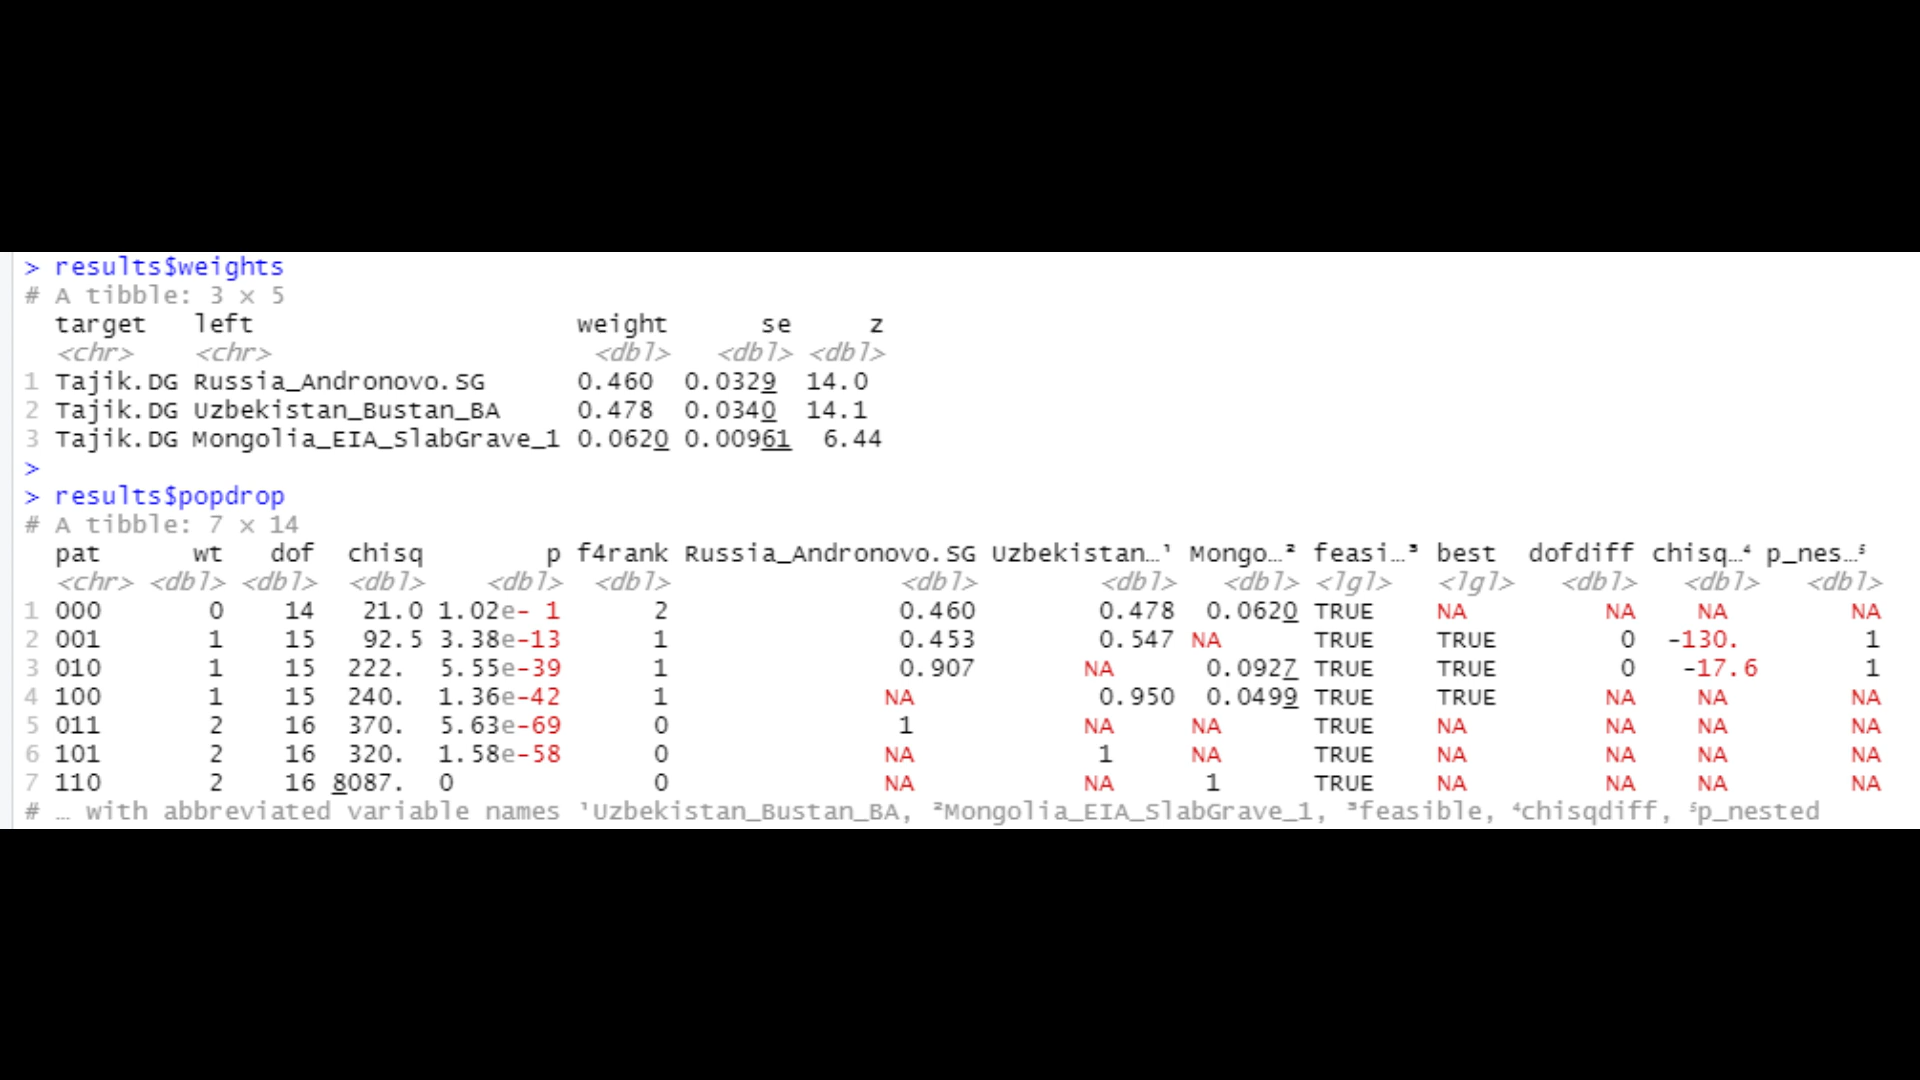 > results$weights
# A tibble: 3 × 5
target left weight se z
<chr> <chr> <dbl> <dbl> <dbl>
1 Tajik.DG Russia_Andronovo.SG 0.460 0.0329 14.0
2 Tajik.DG Uzbekistan_Bustan_BA 0.478 0.0340 14.1
3 Tajik.DG Mongolia_EIA_SlabGrave_1 0.0620 0.00961 6.44
>
> results$popdrop
# A tibble: 7 × 14
pat wt dof chisq p f4rank Russia_Andronovo.SG Uzbekistan…¹ Mongo…² feasi…³ best dofdiff chisq…⁴ p_nes…⁵
<chr> <dbl> <dbl> <dbl> <dbl> <dbl> <dbl> <dbl> <dbl> <lgl> <lgl> <dbl> <dbl> <dbl>
1 000 0 14 21.0 1.02e- 1 2 0.460 0.478 0.0620 TRUE NA NA NA NA
2 001 1 15 92.5 3.38e-13 1 0.453 0.547 NA TRUE TRUE 0 -130. 1
3 010 1 15 222. 5.55e-39 1 0.907 NA 0.0927 TRUE TRUE 0 -17.6 1
4 100 1 15 240. 1.36e-42 1 NA 0.950 0.0499 TRUE TRUE NA NA NA
5 011 2 16 370. 5.63e-69 0 1 NA NA TRUE NA NA NA NA
6 101 2 16 320. 1.58e-58 0 NA 1 NA TRUE NA NA NA NA
7 110 2 16 8087. 0 0 NA NA 1 TRUE NA NA NA NA
# … with abbreviated variable names ¹Uzbekistan_Bustan_BA, ²Mongolia_EIA_SlabGrave_1, ³feasible, ⁴chisqdiff, ⁵p_nested